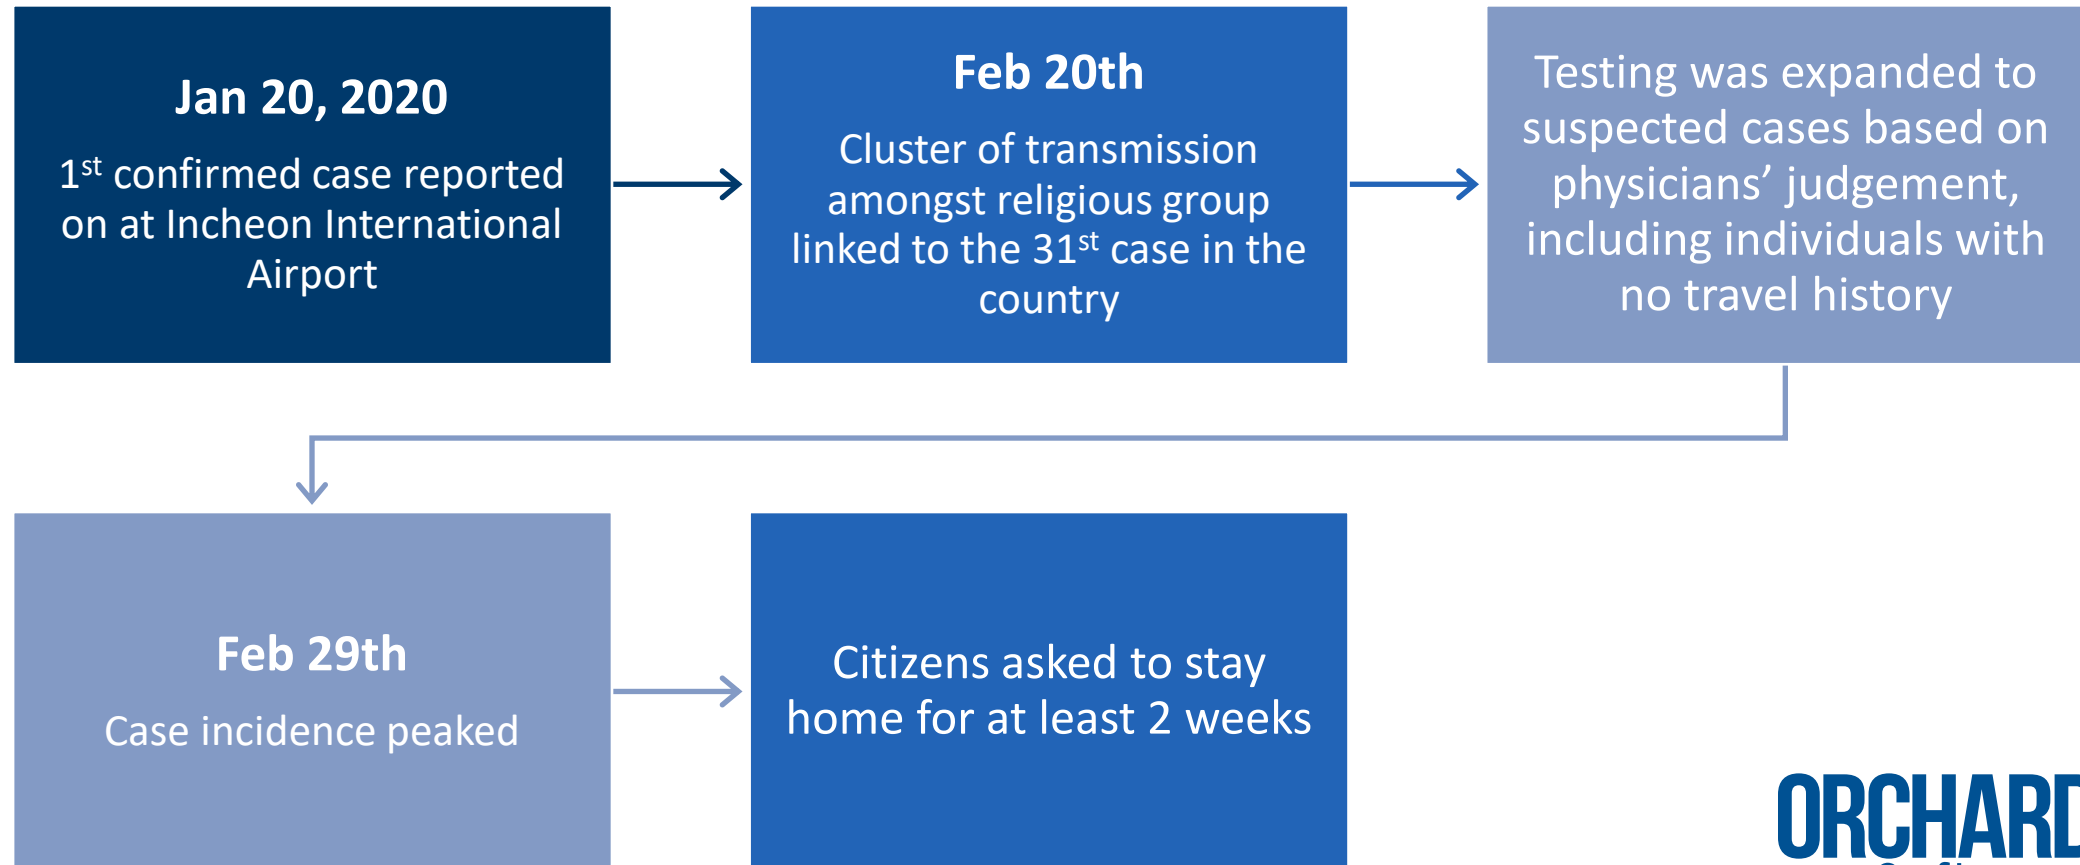 Jan 20, 2020
1st confirmed case reported
on at Incheon International
Airport
Feb 20th
Cluster of transmission
amongst religious group
linked to the 31st case in the
country
Testing was expanded to
suspected cases based on
physicians’ judgement,
including individuals with
no travel history
Feb 29th
Case incidence peaked
Citizens asked to stay
home for at least 2 weeks
ORCHARD